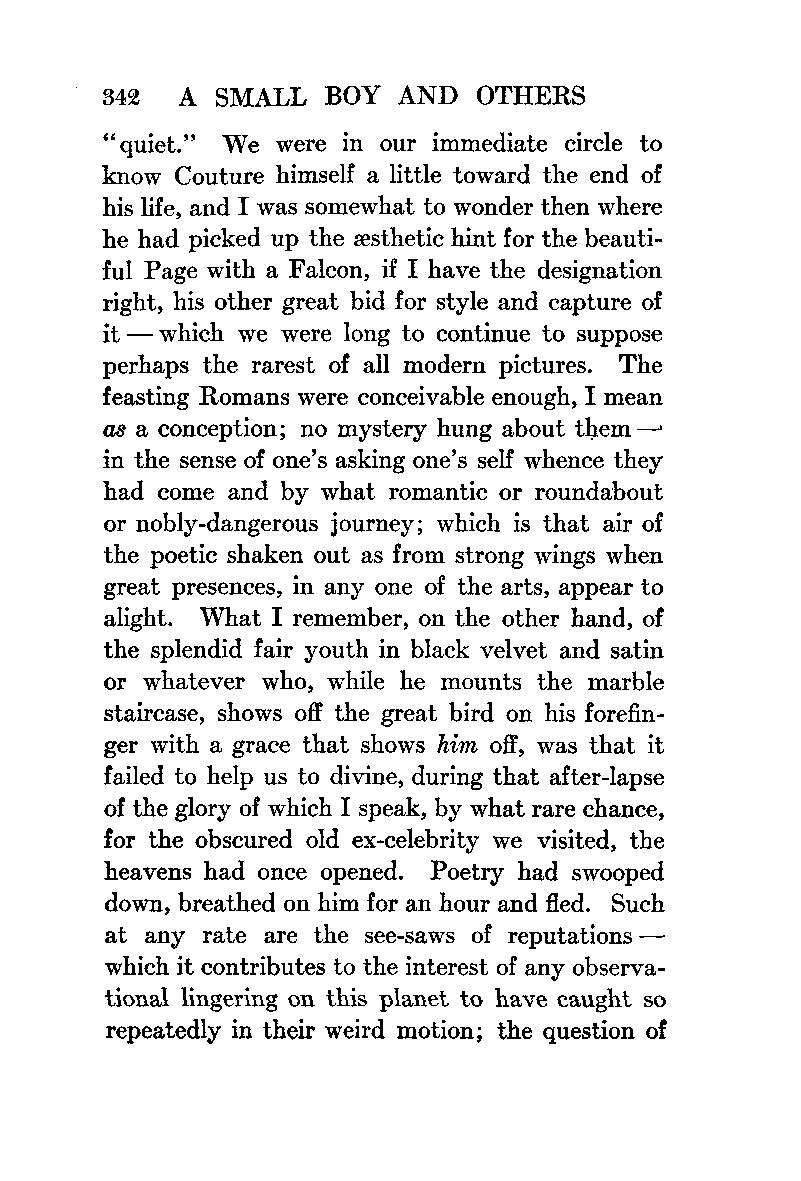 342 A SMALL BOY AND OTHERS
“quiet.” We were in our immediate circle to
know Couture himself a little toward the end of
his life, and I was somewhat to wonder then where
he had picked up the æsthetic hint for the beauti-
ful Page with a Falcon, if I have the designation
right, his other great bid for style and capture of
it — which we were long to continue to suppose
perhaps the rarest of all modern pictures. The
feasting Romans were conceivable enough, I mean
as a conception; no mystery hung about them —
in the sense of one’s asking one’s self whence they
had come and by what romantic or roundabout
or nobly-dangerous journey; which is that air of
the poetic shaken out as from strong wings when
great presences, in any one of the arts, appear to
alight. What I remember, on the other hand, of
the splendid fair youth in black velvet and satin
or whatever who, while he mounts the marble
staircase, shows off the great bird on his forefin-
ger with a grace that shows him off, was that it
failed to help us to divine, during that after-lapse
of the glory of which I speak, by what rare chance,
for the obscured old ex-celebrity we visited, the
heavens had once opened. Poetry had swooped
down, breathed on him for an hour and fled. Such
at any rate are the see-saws of reputations —
which it contributes to the interest of any observa-
tional lingering on this planet to have caught so
repeatedly in their weird motion; the question of